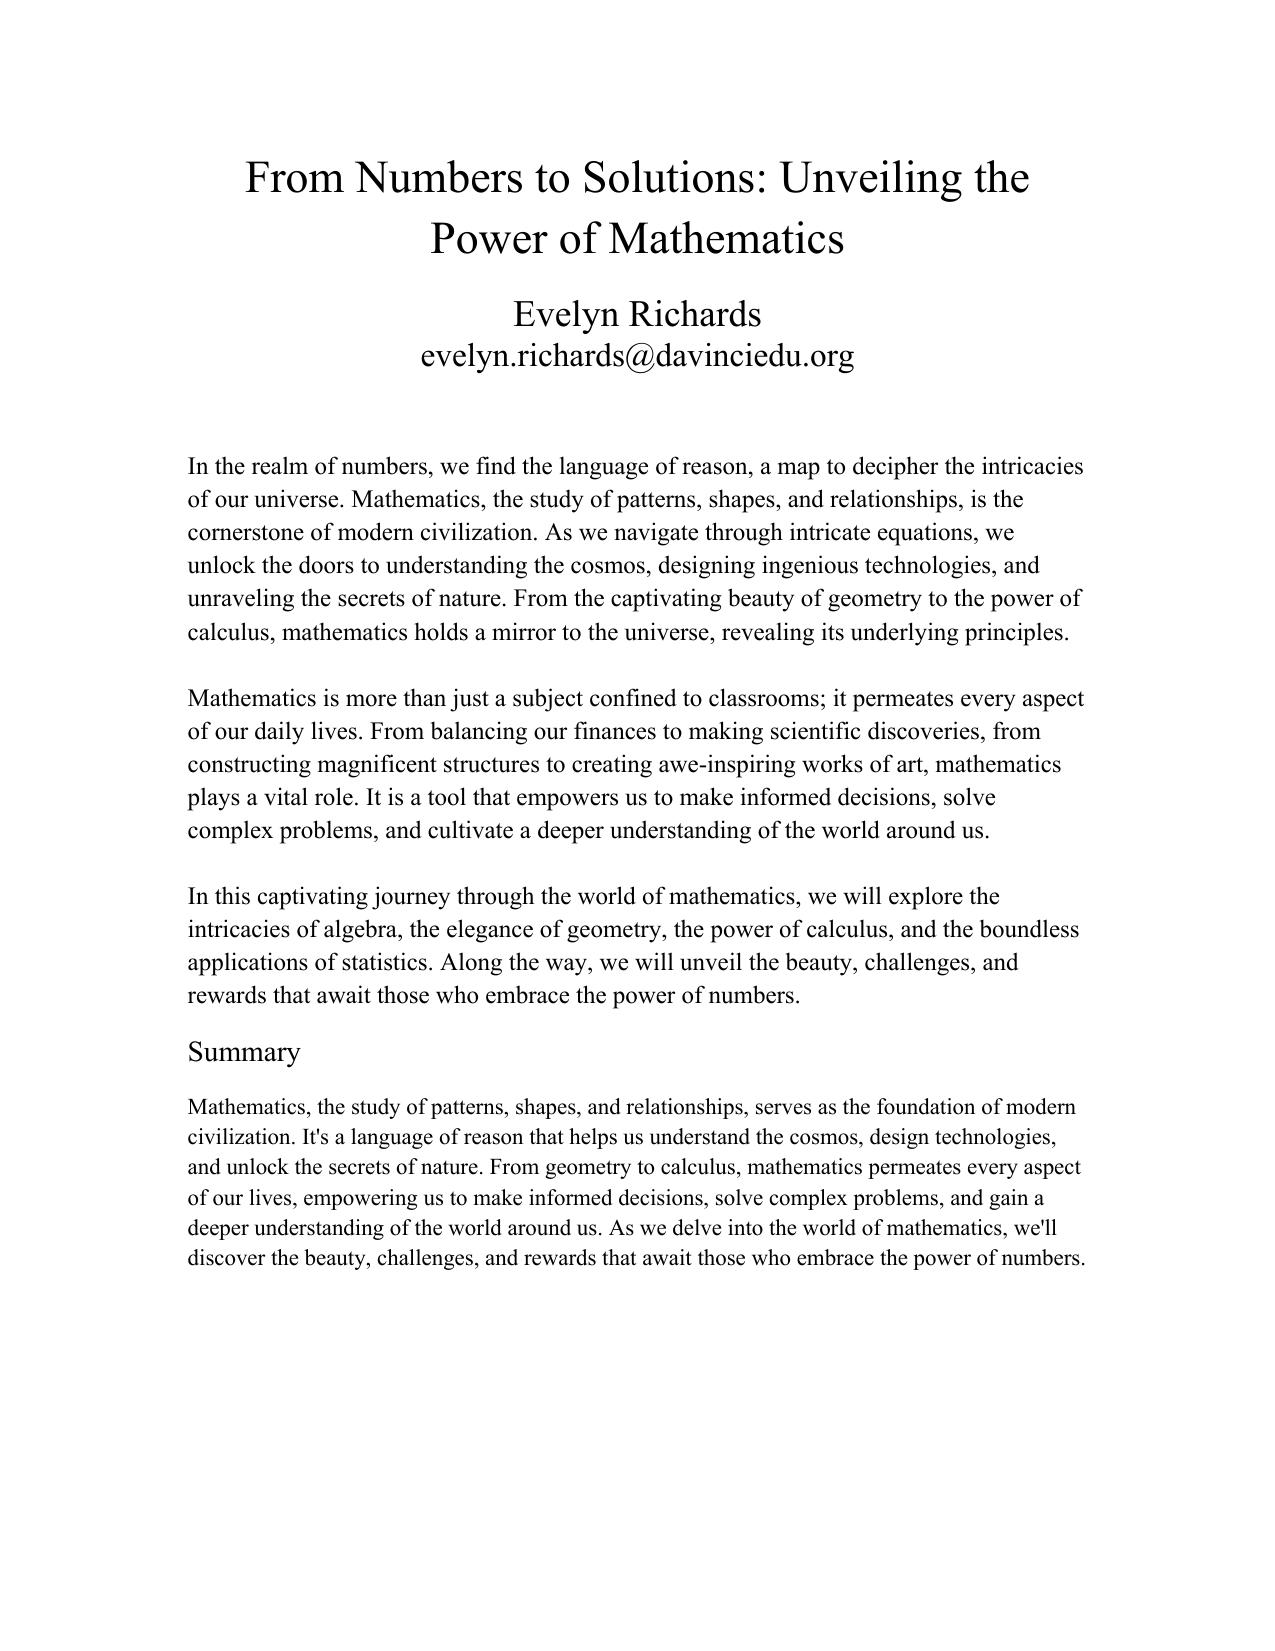 From Numbers to Solutions: Unveiling the
Power of Mathematics
Evelyn Richards
evelyn.richards@davinciedu.org
In the realm of numbers, we find the language of reason, a map to decipher the intricacies
of our universe. Mathematics, the study of patterns, shapes, and relationships, is the
cornerstone of modern civilization. As we navigate through intricate equations, we
unlock the doors to understanding the cosmos, designing ingenious technologies, and
unraveling the secrets of nature. From the captivating beauty of geometry to the power of
calculus, mathematics holds a mirror to the universe, revealing its underlying principles.
Mathematics is more than just a subject confined to classrooms; it permeates every aspect
of our daily lives. From balancing our finances to making scientific discoveries, from
constructing magnificent structures to creating awe-inspiring works of art, mathematics
plays a vital role. It is a tool that empowers us to make informed decisions, solve
complex problems, and cultivate a deeper understanding of the world around us.
In this captivating journey through the world of mathematics, we will explore the
intricacies of algebra, the elegance of geometry, the power of calculus, and the boundless
applications of statistics. Along the way, we will unveil the beauty, challenges, and
rewards that await those who embrace the power of numbers.
Summary
Mathematics, the study of patterns, shapes, and relationships, serves as the foundation of modern
civilization. It's a language of reason that helps us understand the cosmos, design technologies,
and unlock the secrets of nature. From geometry to calculus, mathematics permeates every aspect
of our lives, empowering us to make informed decisions, solve complex problems, and gain a
deeper understanding of the world around us. As we delve into the world of mathematics, we'll
discover the beauty, challenges, and rewards that await those who embrace the power of numbers.